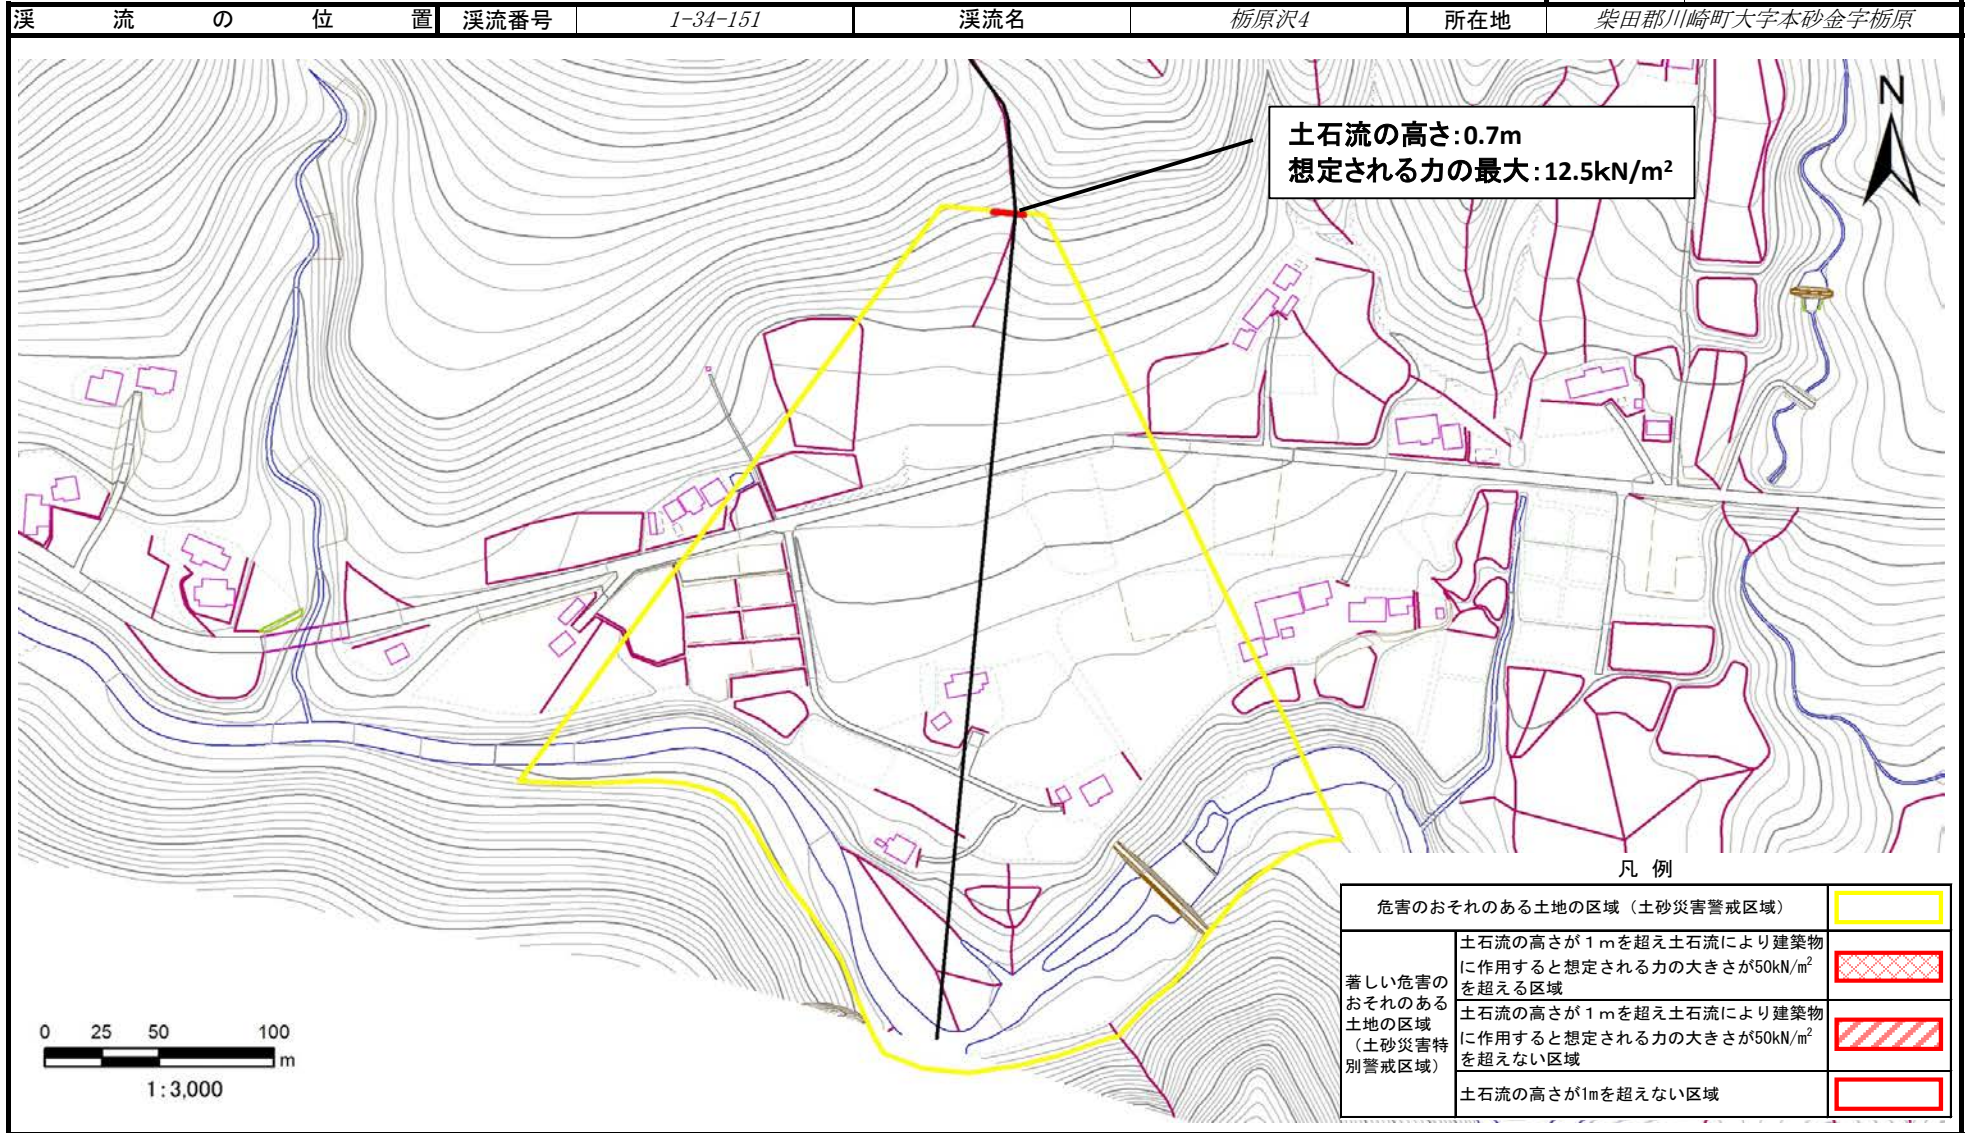 渓流の位置 渓流番号 1-34-151 渓流名 栃原沢4 所在地 柴田郡川崎町大字本砂金字栃原
N
土石流の高さ:0.7m
想定される力の最大:12.5kN/m²
凡 例
危害のおそれのある土地の区域（土砂災害警戒区域）
著しい危害の
おそれのある
土地の区域
（土砂災害特
別警戒区域）
土石流の高さが１ｍを超え土石流により建築物
に作用すると想定される力の大きさが50kN/m²
を超える区域
土石流の高さが１ｍを超え土石流により建築物
に作用すると想定される力の大きさが50kN/m²
を超えない区域
土石流の高さが1mを超えない区域
0 25 50 100
m
1:3,000